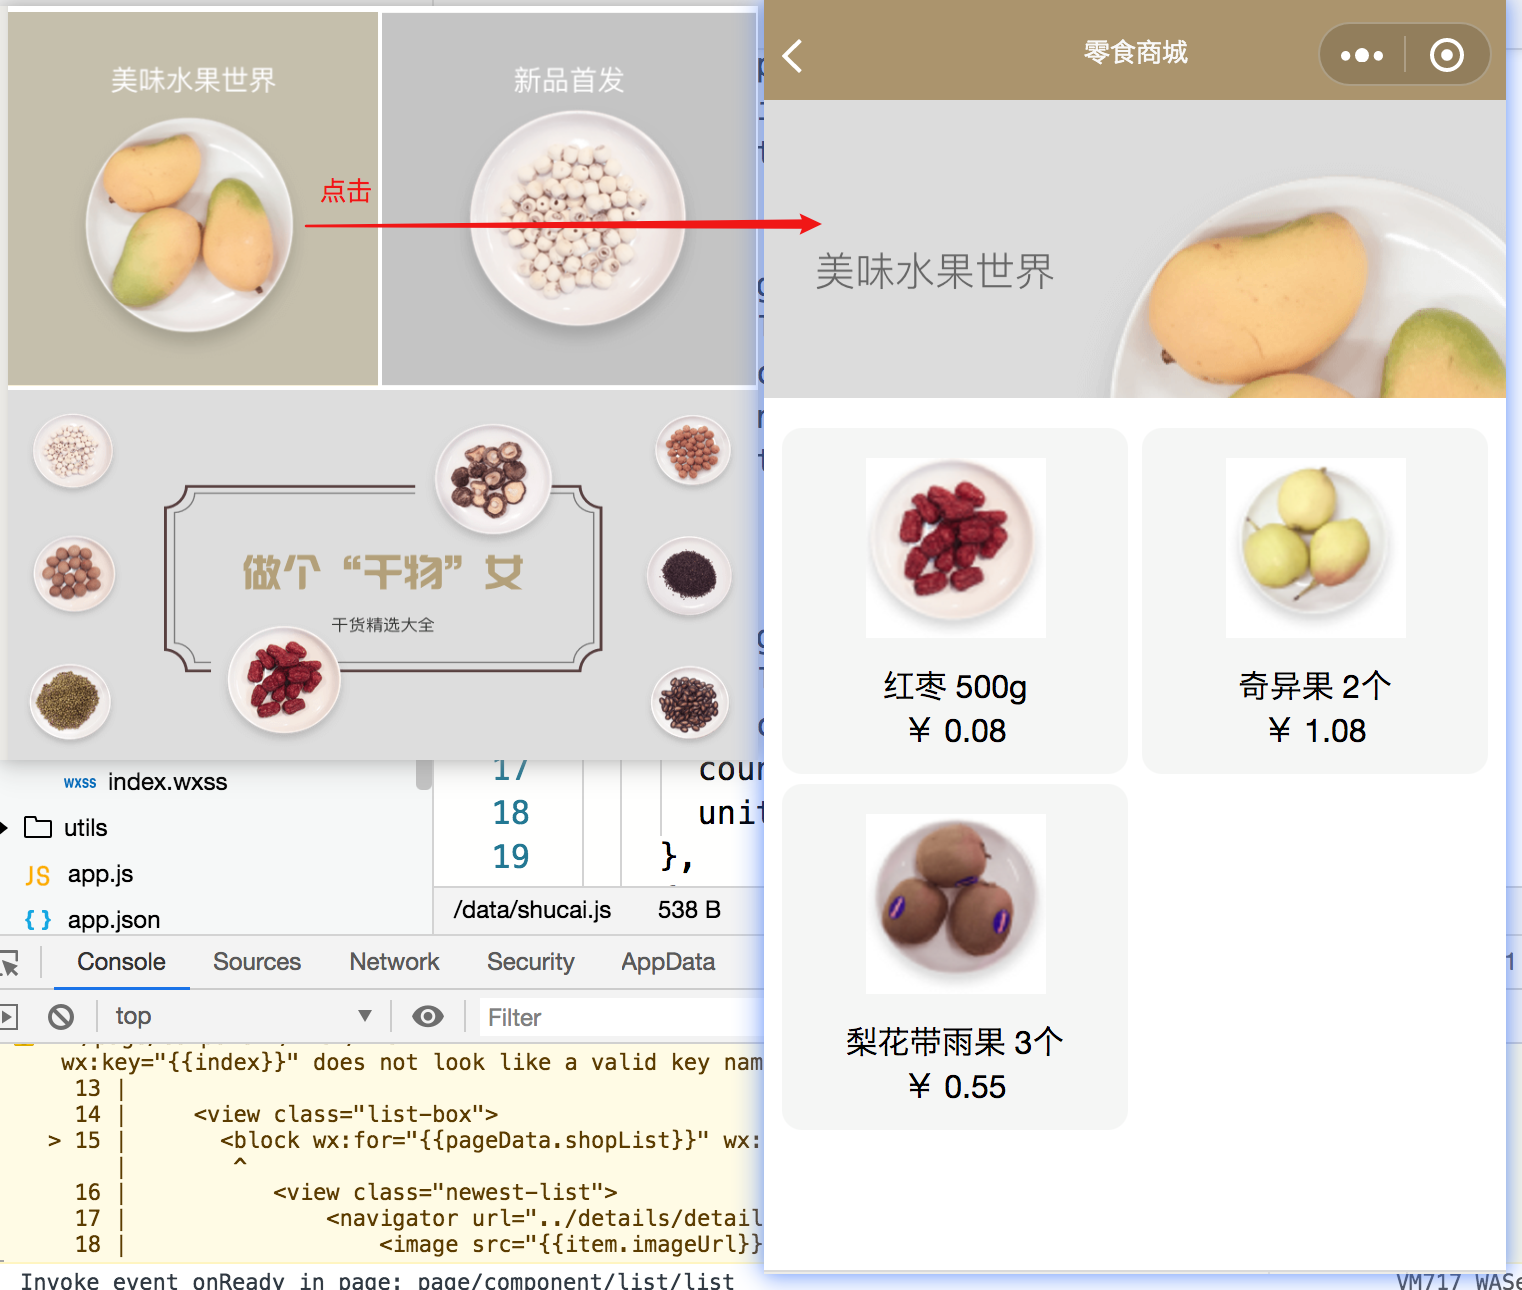 美味水果世界
新品首发
点击
做个“干物”女
干货精选大全
零食商城
美味水果世界
红枣 500g
¥ 0.08
奇异果 2个
¥ 1.08
梨花带雨果 3个
¥ 0.55
wxss index.wxss
utils
JS app.js
{ } app.json
17
18
19
cour
unit
},
/data/shucai.js 538 B
Console Sources Network Security AppData
top ▼ Filter
wx:key="{{index}}" does not look like a valid key nam
13 |
14 | <view class="list-box">
> 15 | <block wx:for="{{pageData.shopList}}" wx:
| ^
16 | <view class="newest-list">
17 | <navigator url="../details/detail
18 | <image src="{{item.imageUrl}}
Invoke event onReady in page: page/component/list/list
VM717 WASe